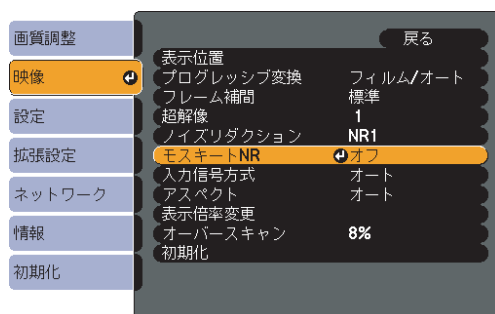 画質調整
映像
設定
拡張設定
ネットワーク
情報
初期化
戻る
表示位置
プログレッシブ変換 フィルム/オート
フレーム補間 標準
超解像 1
ノイズリダクション NR1
モスキートNR オフ
入力信号方式 オート
アスペクト オート
表示倍率変更
オーバースキャン 8%
初期化